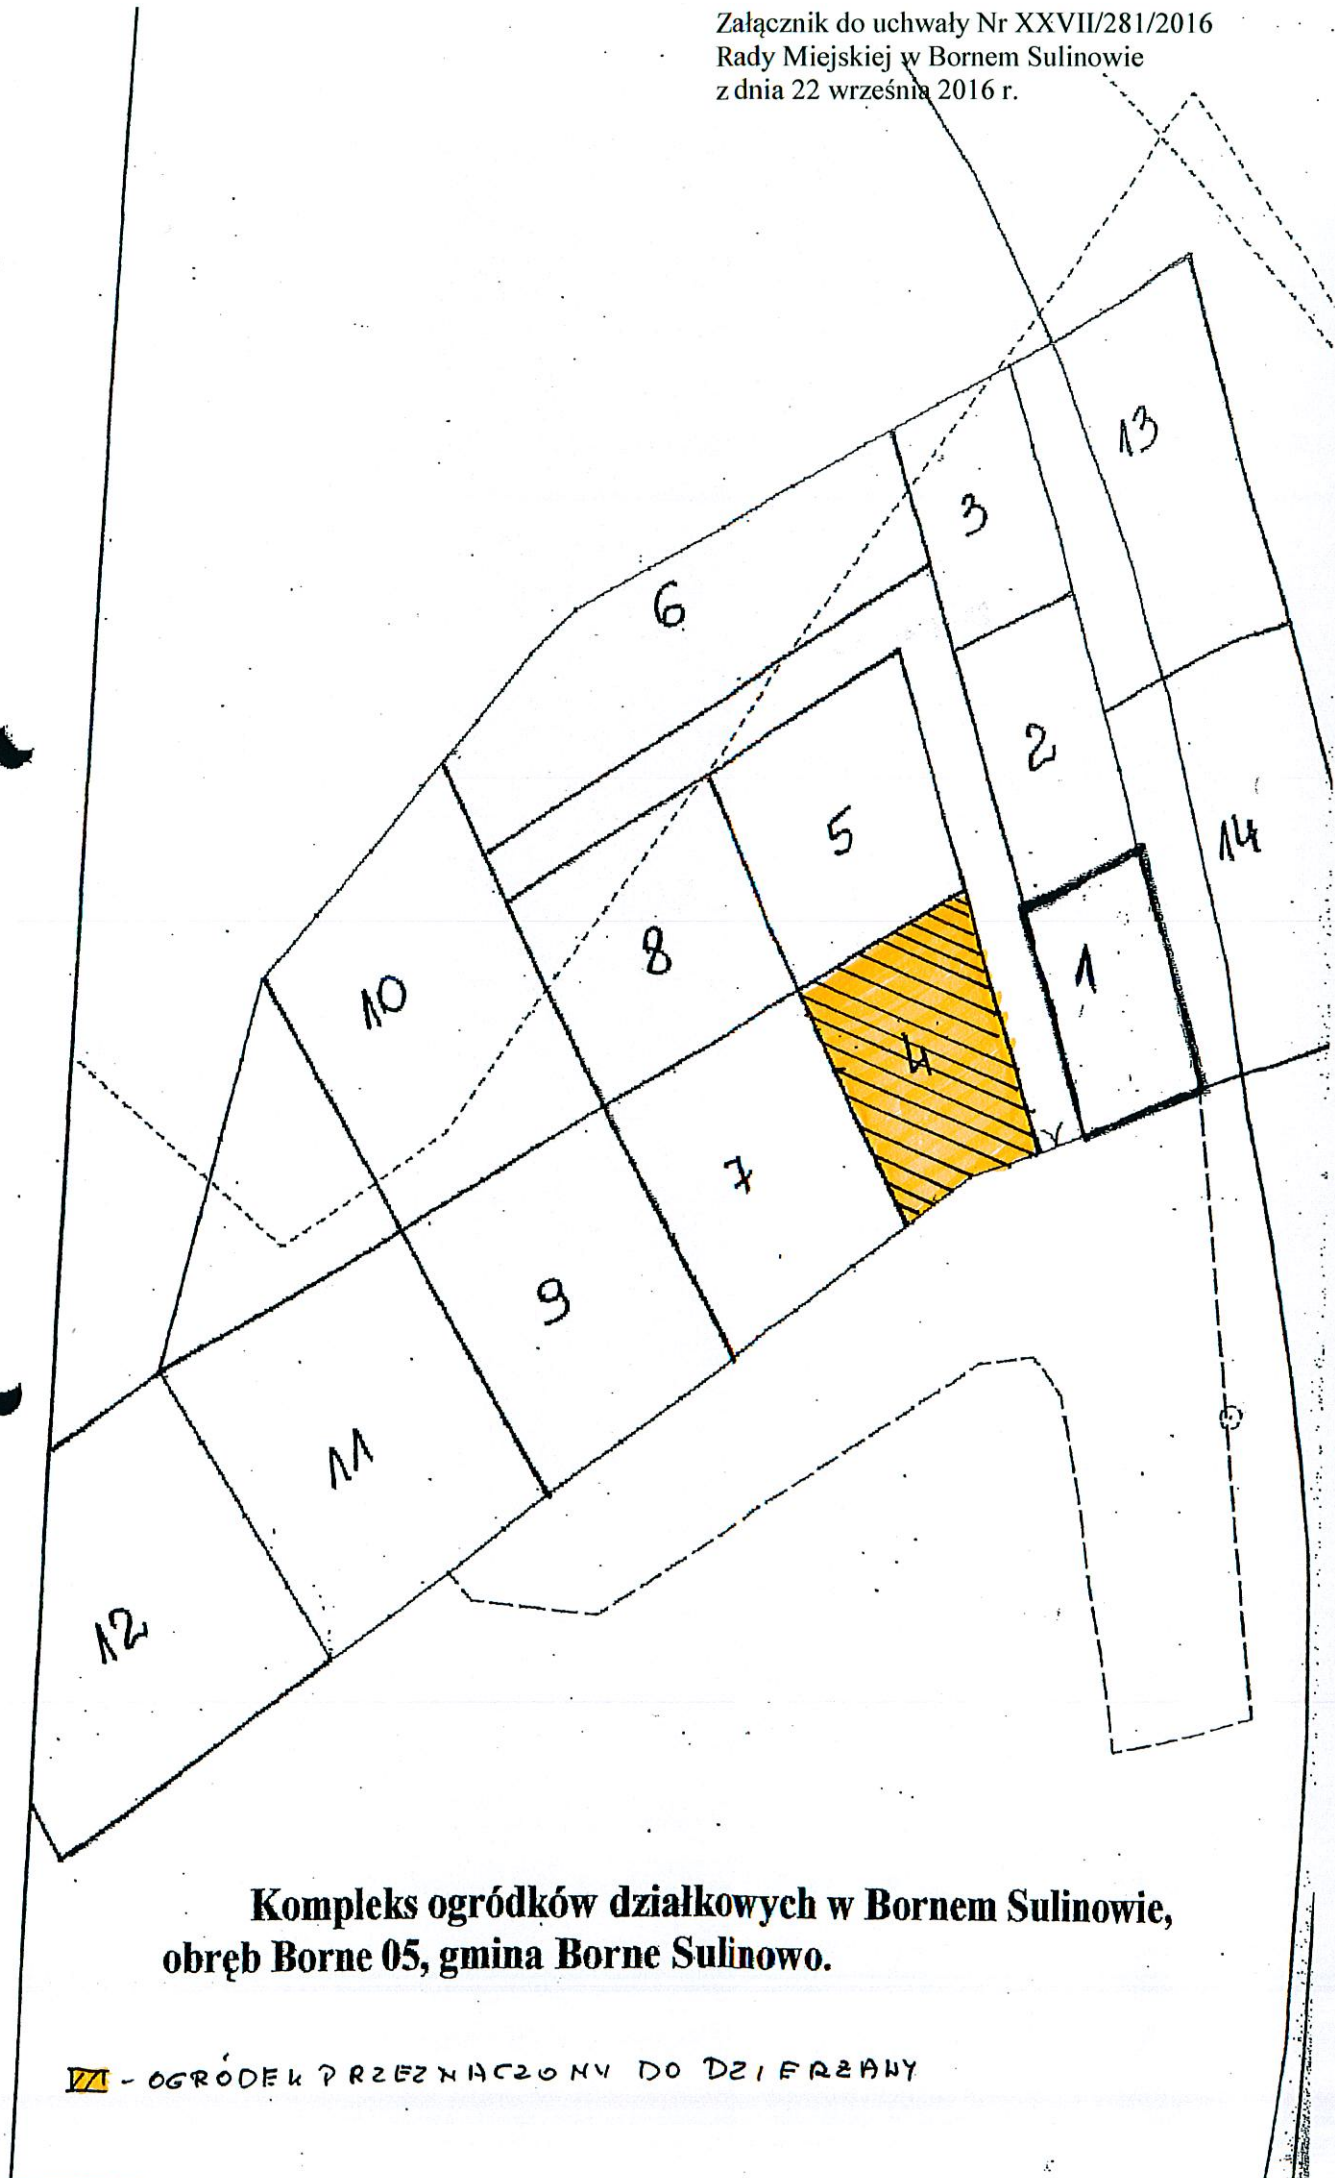 Załącznik do uchwały Nr XXVII/281/2016
Rady Miejskiej w Bornem Sulinowie
z dnia 22 września 2016 r.
13
3
6
2
5
14
8
10
1
4
7
9
11
12
Kompleks ogródków działkowych w Bornem Sulinowie,
obręb Borne 05, gmina Borne Sulinowo.
- OGRÓDEK PRZEZNACZONY DO DZIERŻAWY